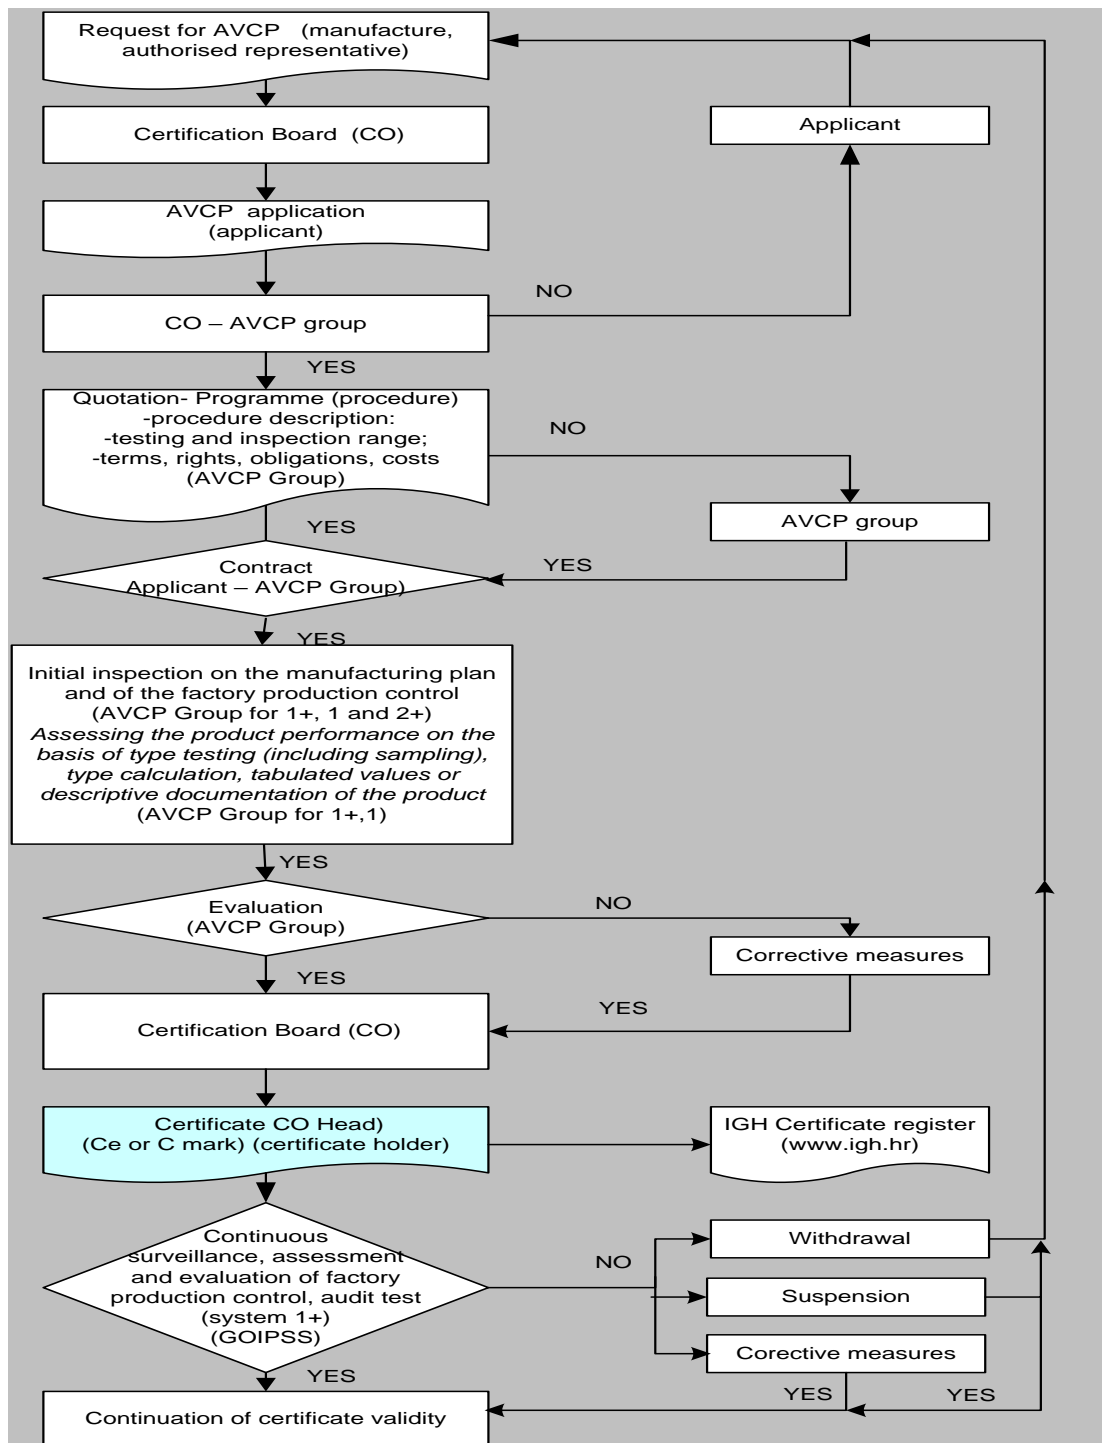 Request for AVCP (manufacture,
authorised representative)
Certification Board (CO)
Applicant
AVCP application
(applicant)
NO
CO – AVCP group
YES
Quotation- Programme (procedure)
-procedure description:
-testing and inspection range;
-terms, rights, obligations, costs
(AVCP Group)
NO
AVCP group
YES
Contract
Applicant – AVCP Group)
YES
YES
Initial inspection on the manufacturing plan
and of the factory production control
(AVCP Group for 1+, 1 and 2+)
Assessing the product performance on the
basis of type testing (including sampling),
type calculation, tabulated values or
descriptive documentation of the product
(AVCP Group for 1+,1)
YES
Evaluation
(AVCP Group)
NO
Corrective measures
YES
YES
Certification Board (CO)
Certificate CO Head)
(Ce or C mark) (certificate holder)
IGH Certificate register
(www.igh.hr)
Continuous
surveillance, assessment
and evaluation of factory
production control, audit test
(system 1+)
(GOIPSS)
NO
Withdrawal
Suspension
Corective measures
YES
YES
YES
Continuation of certificate validity